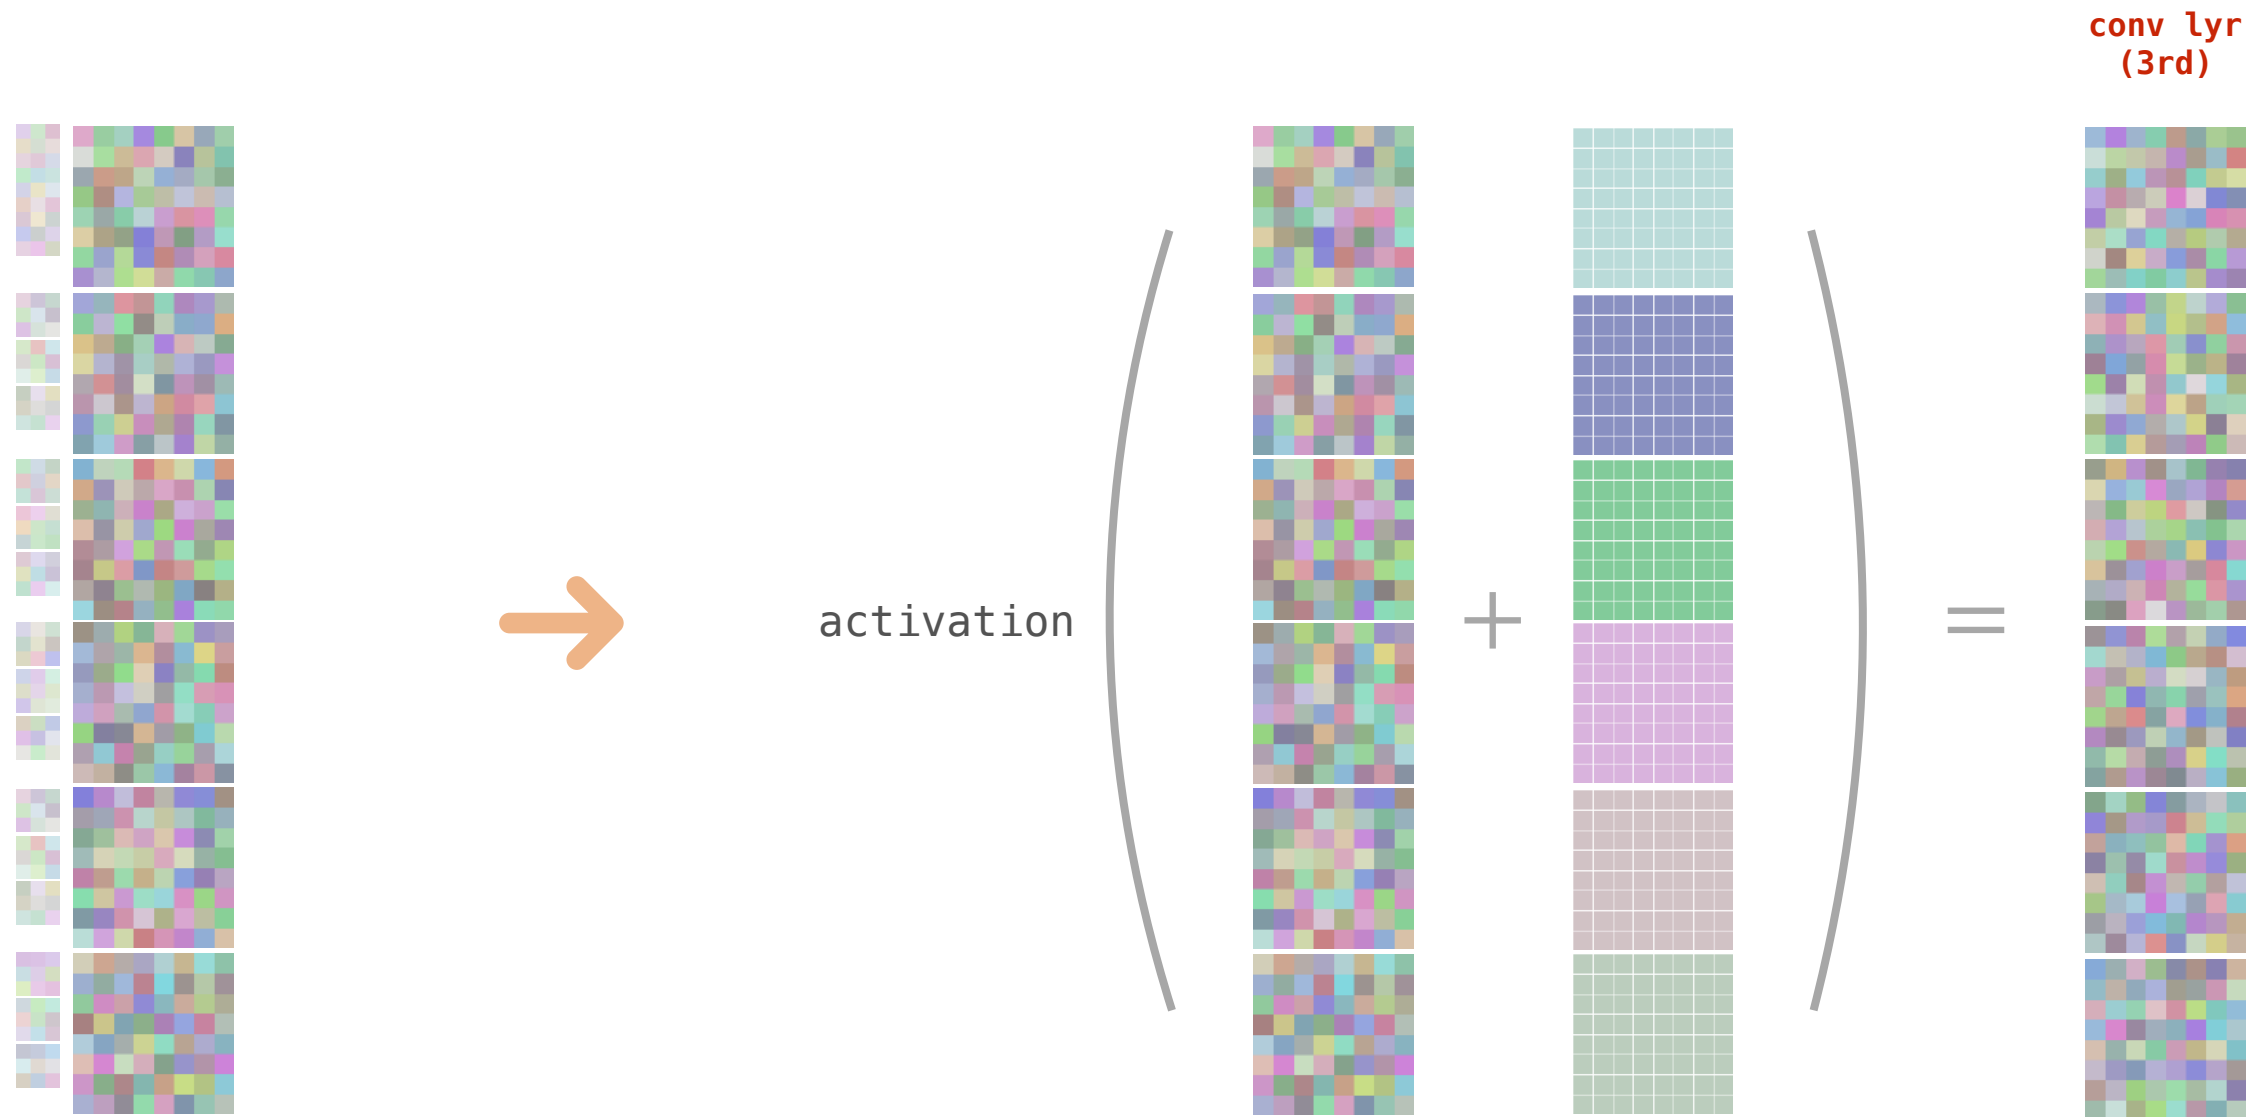 conv lyr
(3rd)
activation